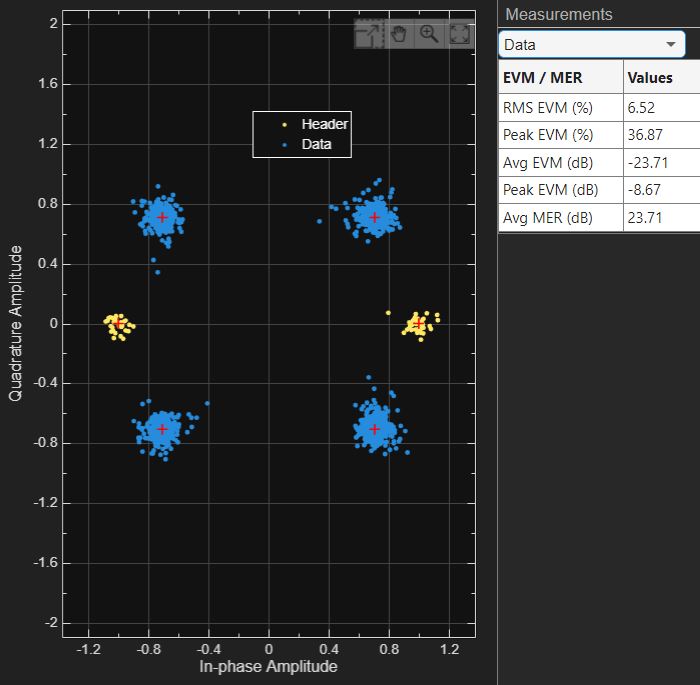 Measurements
Data
EVM / MER Values
RMS EVM (%) 6.52
Peak EVM (%) 36.87
Avg EVM (dB) -23.71
Peak EVM (dB) -8.67
Avg MER (dB) 23.71
Header
Data
Quadrature Amplitude
2
1.6
1.2
0.8
0.4
0
-0.4
-0.8
-1.2
-1.6
-2
-1.2 -0.8 -0.4 0 0.4 0.8 1.2
In-phase Amplitude